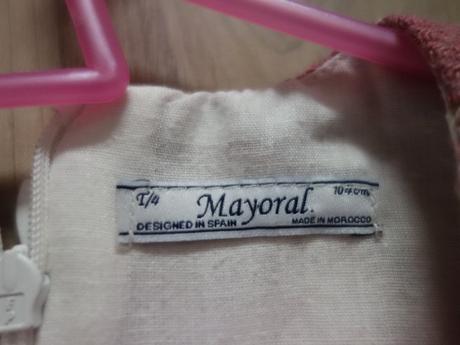 T/4 Mayoral. 104cm
DESIGNED IN SPAIN MADE IN MOROCCO